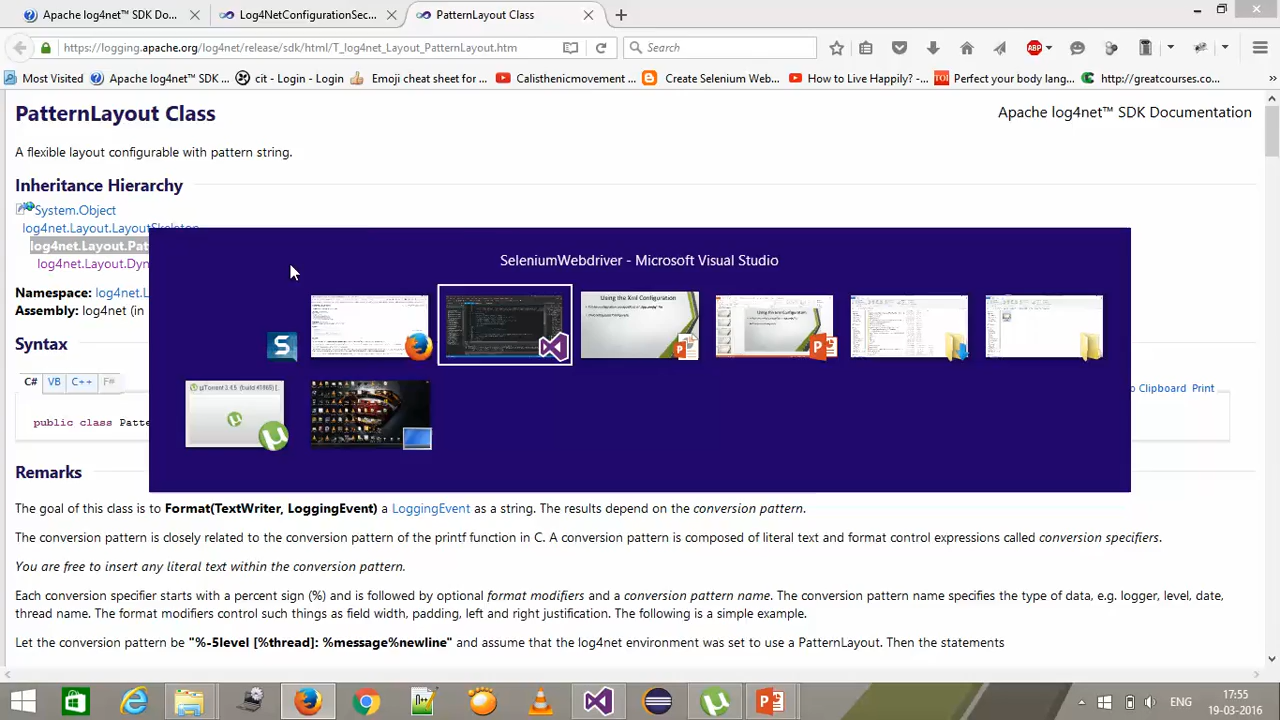 Apache log4net™ SDK Do...
Log4NetConfigurationSec...
PatternLayout Class
https://logging.apache.org/log4net/release/sdk/html/T_log4net_Layout_PatternLayout.htm
Search
ABP
Most Visited
Apache log4net™ SDK ...
cit - Login - Login
Emoji cheat sheet for ...
Calisthenicmovement ...
Create Selenium Web...
How to Live Happily? -...
TOI Perfect your body lang...
http://greatcourses.co...
PatternLayout Class
Apache log4net™ SDK Documentation
A flexible layout configurable with pattern string.
Inheritance Hierarchy
System.Object
log4net.Layout.LayoutSkeleton
log4net.Layout.Pat
log4net.Layout.Dyn
SeleniumWebdriver - Microsoft Visual Studio
Namespace: log4net.L
Assembly: log4net (in
Using the Xml Configuration
Syntax
C# VB C++ F#
o Clipboard Print
public class Patte
Remarks
The goal of this class is to Format(TextWriter, LoggingEvent) a LoggingEvent as a string. The results depend on the conversion pattern.
The conversion pattern is closely related to the conversion pattern of the printf function in C. A conversion pattern is composed of literal text and format control expressions called conversion specifiers.
You are free to insert any literal text within the conversion pattern.
Each conversion specifier starts with a percent sign (%) and is followed by optional format modifiers and a conversion pattern name. The conversion pattern name specifies the type of data, e.g. logger, level, date,
thread name. The format modifiers control such things as field width, padding, left and right justification. The following is a simple example.
Let the conversion pattern be "%-5level [%thread]: %message%newline" and assume that the log4net environment was set to use a PatternLayout. Then the statements
ENG
17:55
19-03-2016